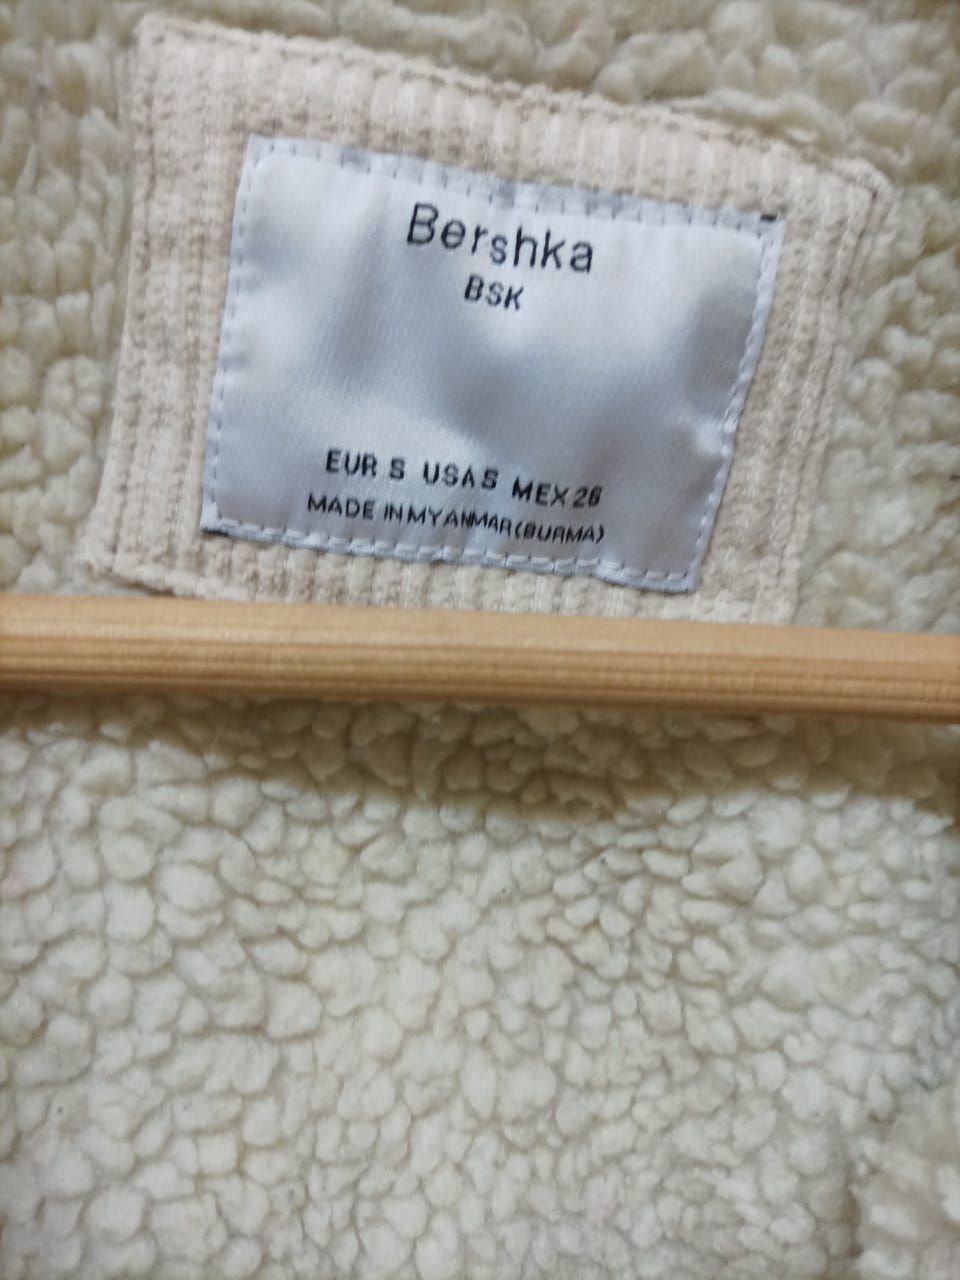 Bershka
BSK
EUR S USA S MEX 26
MADE IN MYANMAR (BURMA)